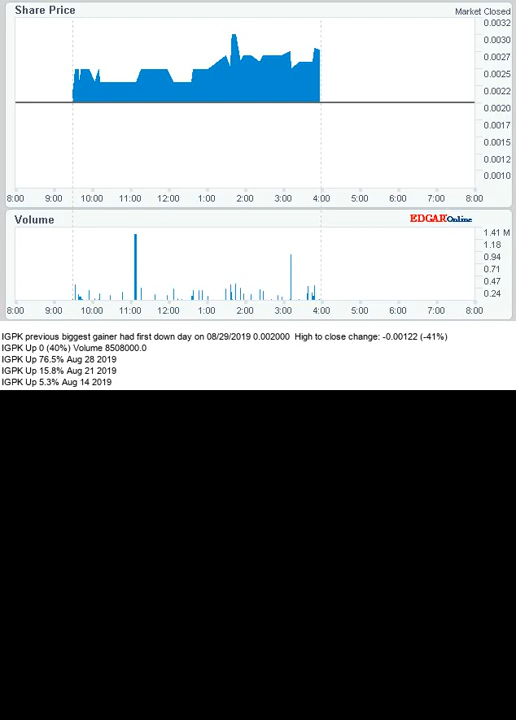 Share Price
Market Closed
0.0032
0.0030
0.0027
0.0025
0.0022
0.0020
0.0017
0.0015
0.0012
0.0010
8:00 9:00 10:00 11:00 12:00 1:00 2:00 3:00 4:00 5:00 6:00 7:00 8:00
Volume
EDGAR Online
1.41 M
1.18
0.94
0.71
0.47
0.24
8:00 9:00 10:00 11:00 12:00 1:00 2:00 3:00 4:00 5:00 6:00 7:00 8:00
IGPK previous biggest gainer had first down day on 08/29/2019 0.002000 High to close change: -0.00122 (-41%)
IGPK Up 0 (40%) Volume 8508000.0
IGPK Up 76.5% Aug 28 2019
IGPK Up 15.8% Aug 21 2019
IGPK Up 5.3% Aug 14 2019